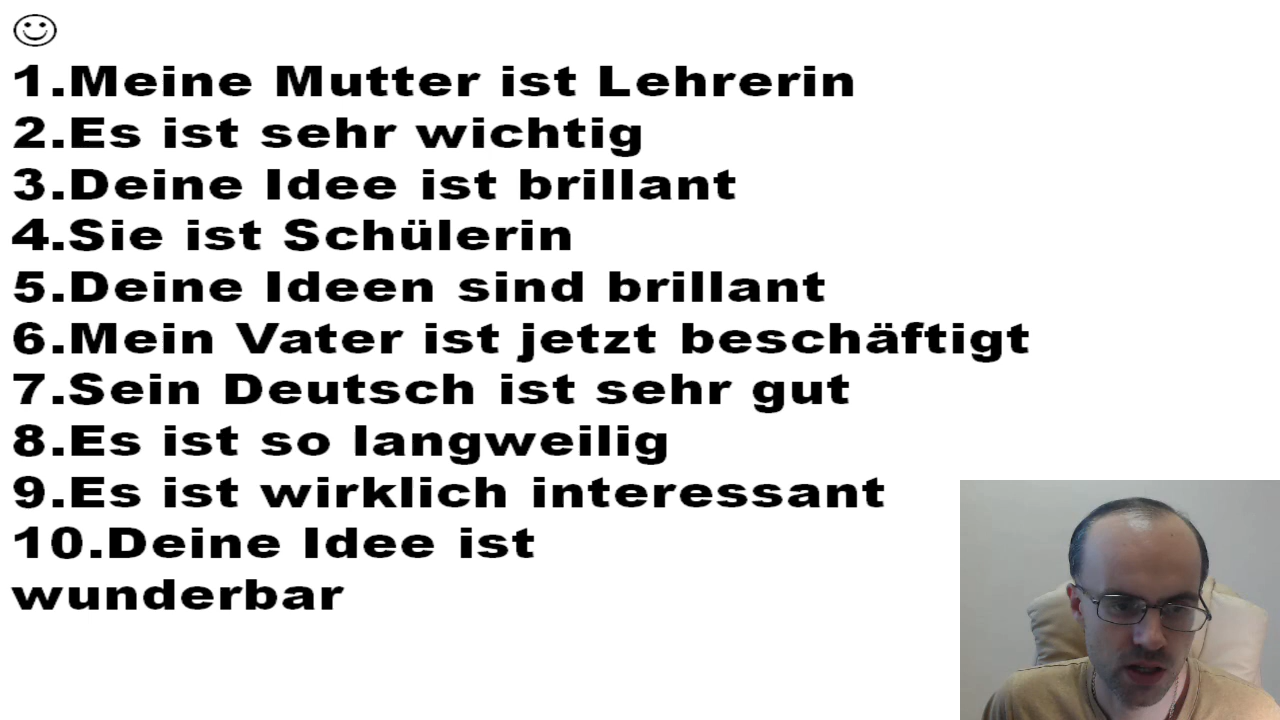 1.Meine Mutter ist Lehrerin
2.Es ist sehr wichtig
3.Deine Idee ist brillant
4.Sie ist Schülerin
5.Deine Ideen sind brillant
6.Mein Vater ist jetzt beschäftigt
7.Sein Deutsch ist sehr gut
8.Es ist so langweilig
9.Es ist wirklich interessant
10.Deine Idee ist
wunderbar